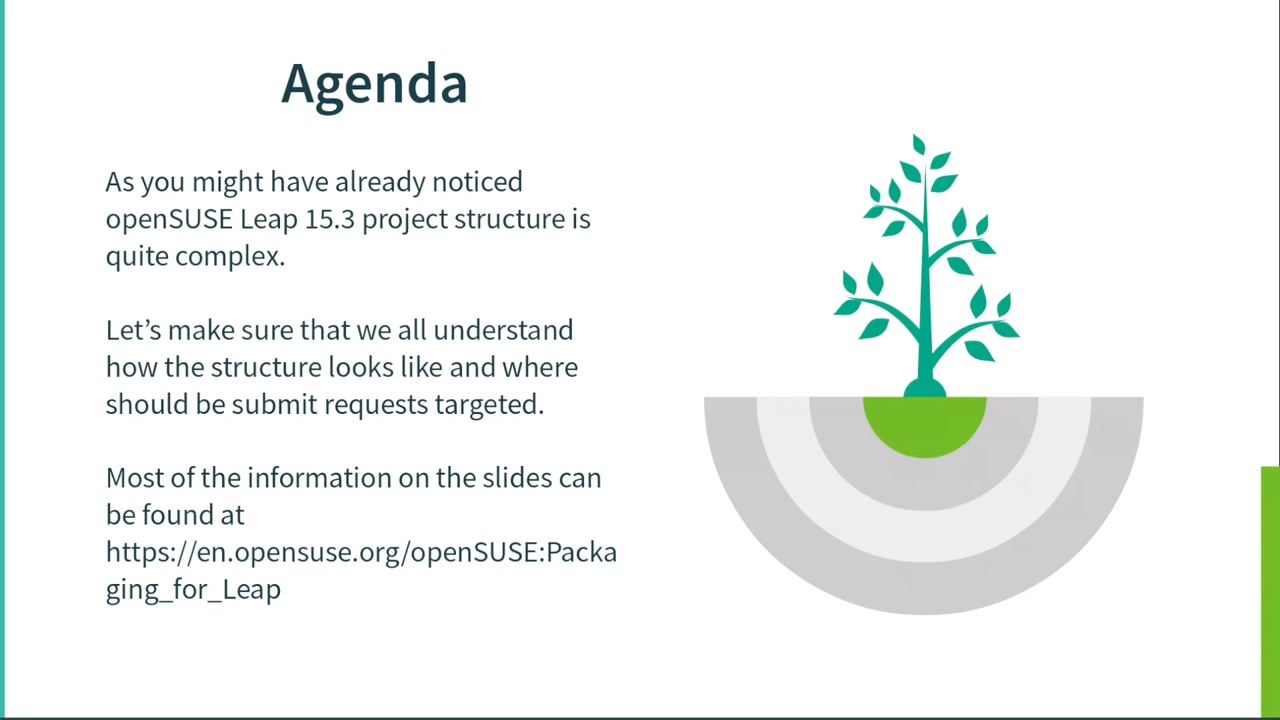 Agenda
As you might have already noticed
openSUSE Leap 15.3 project structure is
quite complex.
Let’s make sure that we all understand
how the structure looks like and where
should be submit requests targeted.
Most of the information on the slides can
be found at
https://en.opensuse.org/openSUSE:Packa
ging_for_Leap